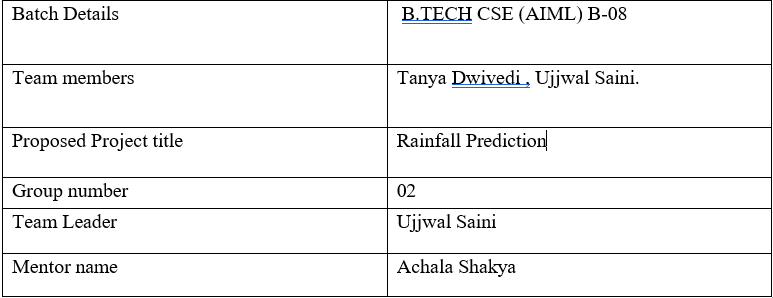 Batch Details B.TECH CSE (AIML) B-08
Team members Tanya Dwivedi , Ujjwal Saini.
Proposed Project title Rainfall Prediction
Group number 02
Team Leader Ujjwal Saini
Mentor name Achala Shakya